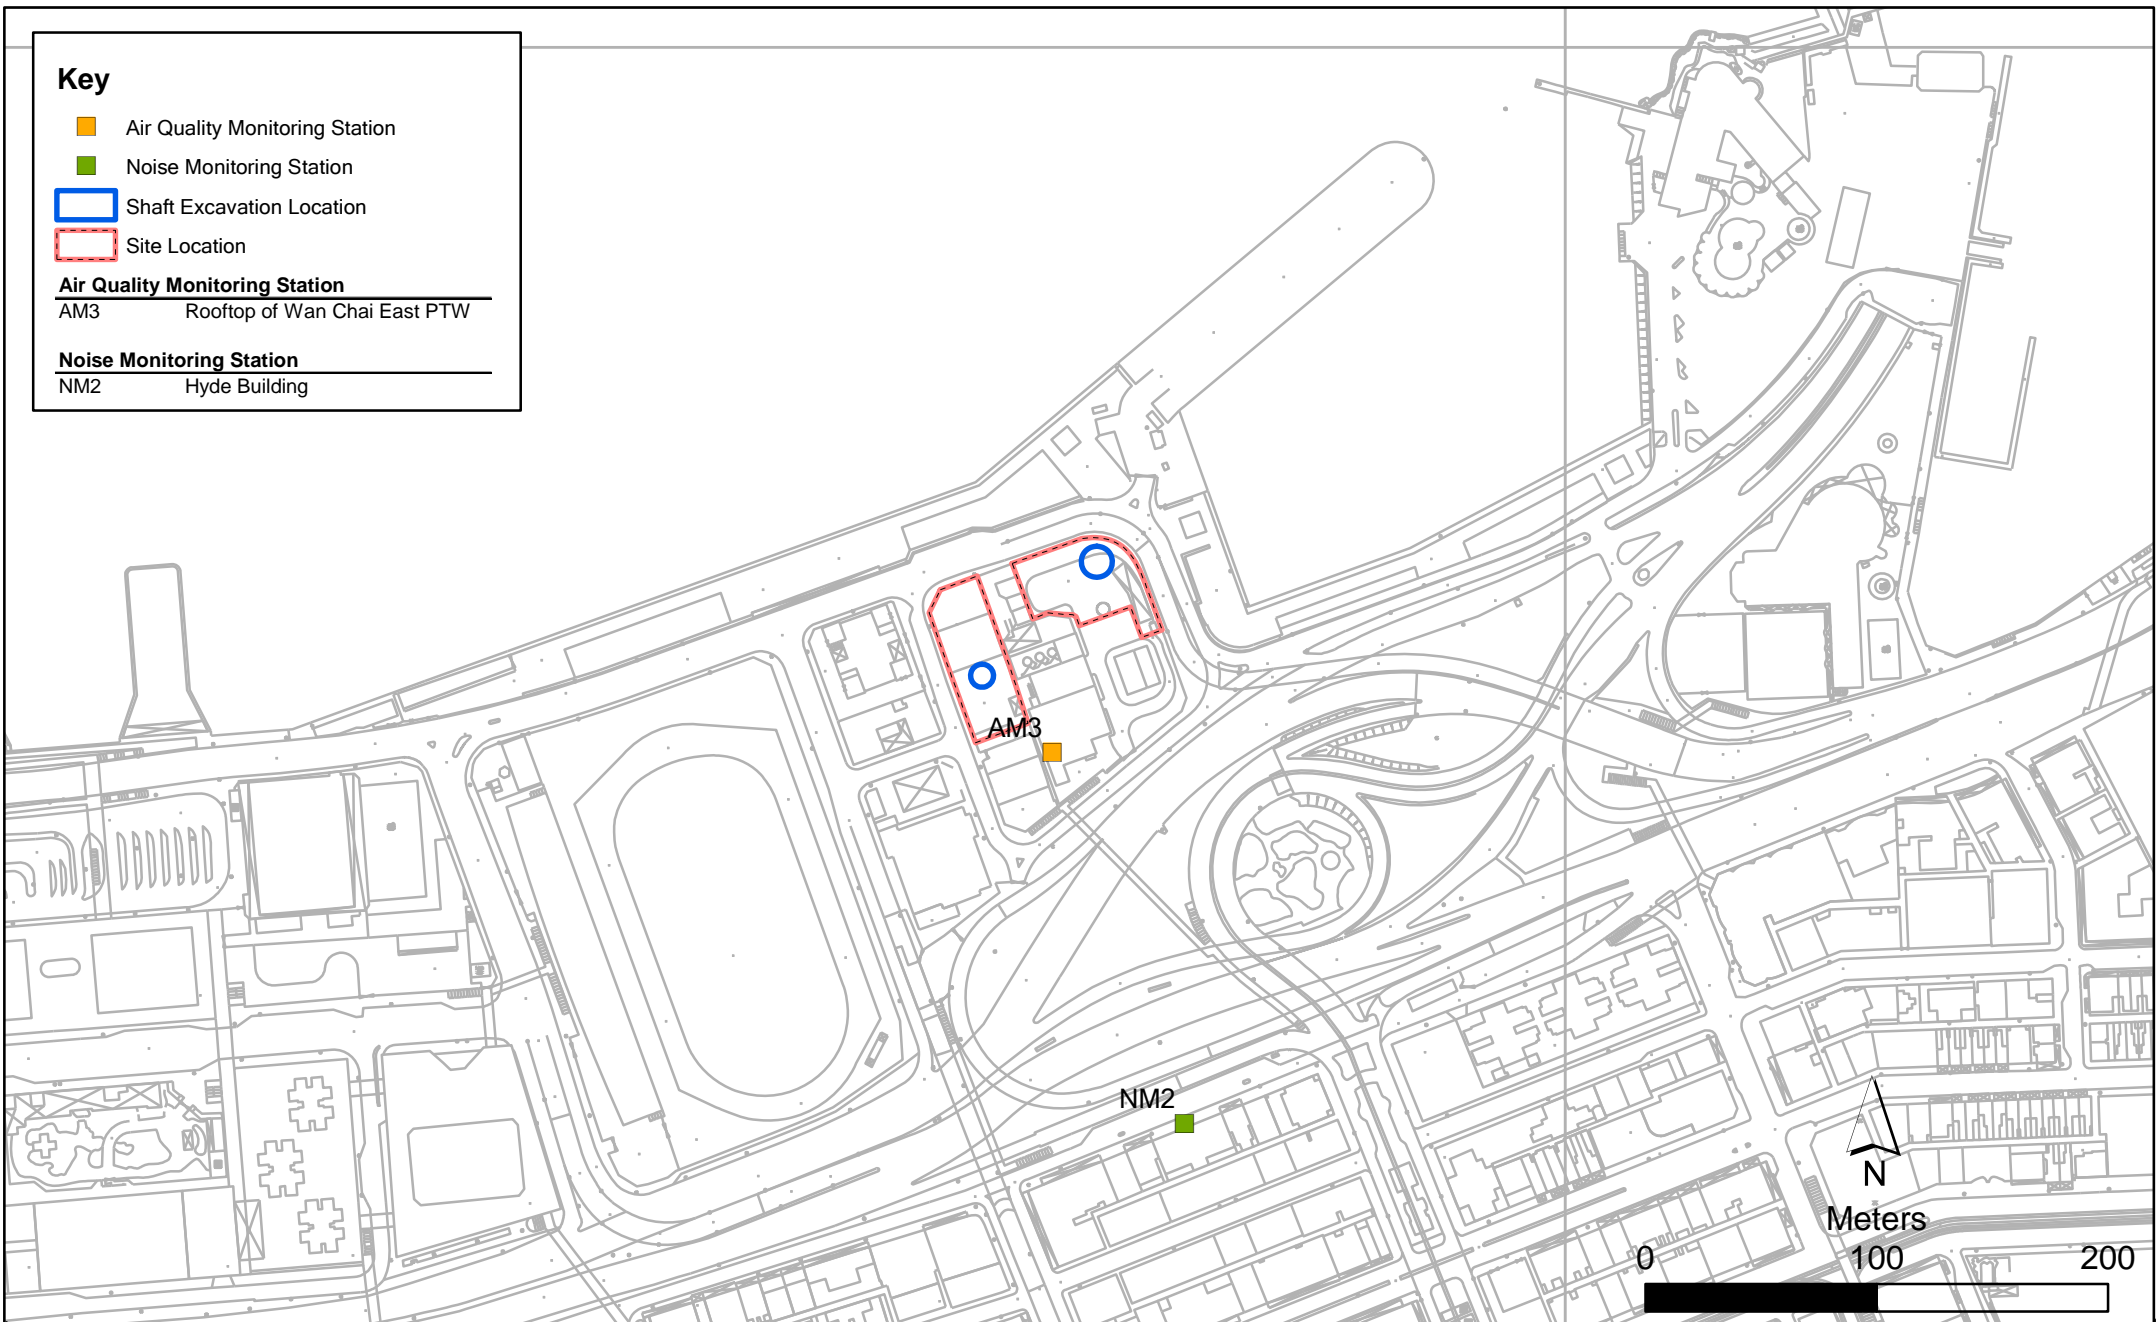 Key
Air Quality Monitoring Station
Noise Monitoring Station
Shaft Excavation Location
Site Location
Air Quality Monitoring Station
AM3 Rooftop of Wan Chai East PTW
Noise Monitoring Station
NM2 Hyde Building
AM3
NM2
N
Meters
0 100 200